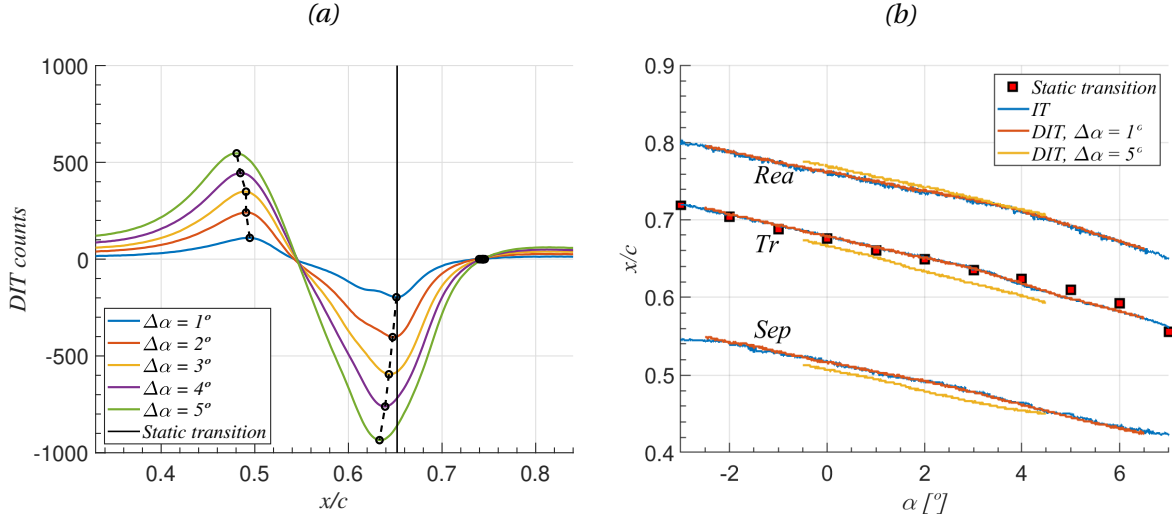 (a)
1000
500
0
-500
-1000
DIT counts
0.4
0.5
0.6
0.7
0.8
x/c
Δα = 1º
Δα = 2º
Δα = 3º
Δα = 4º
Δα = 5º
Static transition
(b)
0.9
0.8
0.7
0.6
0.5
0.4
x/c
-2
0
2
4
6
α [º]
Static transition
IT
DIT, Δα = 1º
DIT, Δα = 5º
Rea
Tr
Sep